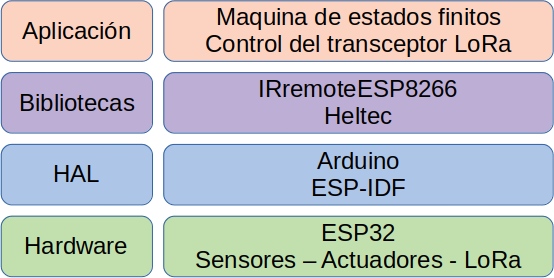 Aplicación
Maquina de estados finitos
Control del transceptor LoRa
Bibliotecas
IRremoteESP8266
Heltec
HAL
Arduino
ESP-IDF
Hardware
ESP32
Sensores – Actuadores - LoRa